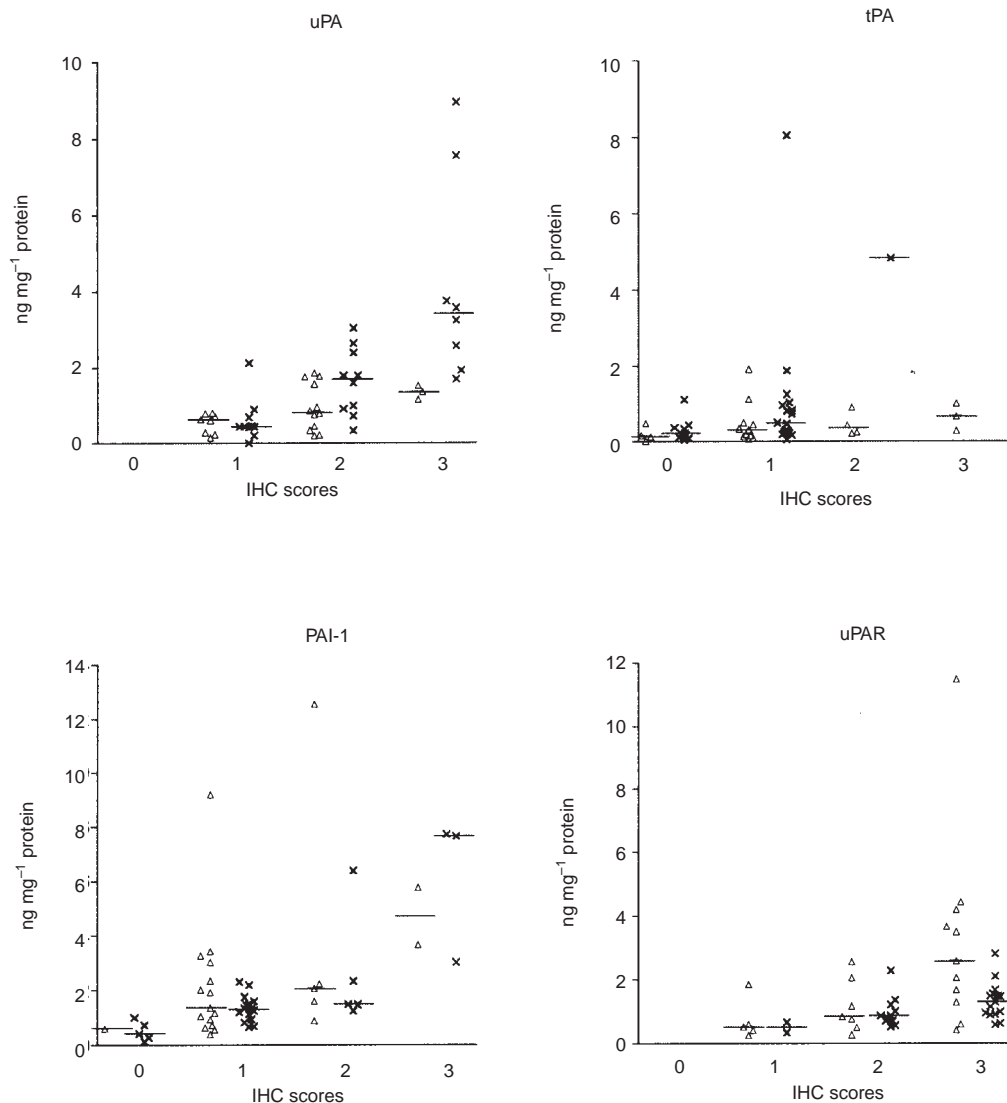 uPA
10
8
6
4
2
0
ng mg⁻¹ protein
0 1 2 3
IHC scores
tPA
10
8
6
4
2
0
ng mg⁻¹ protein
0 1 2 3
IHC scores
PAI-1
14
12
10
8
6
4
2
0
ng mg⁻¹ protein
0 1 2 3
IHC scores
uPAR
12
10
8
6
4
2
0
ng mg⁻¹ protein
0 1 2 3
IHC scores